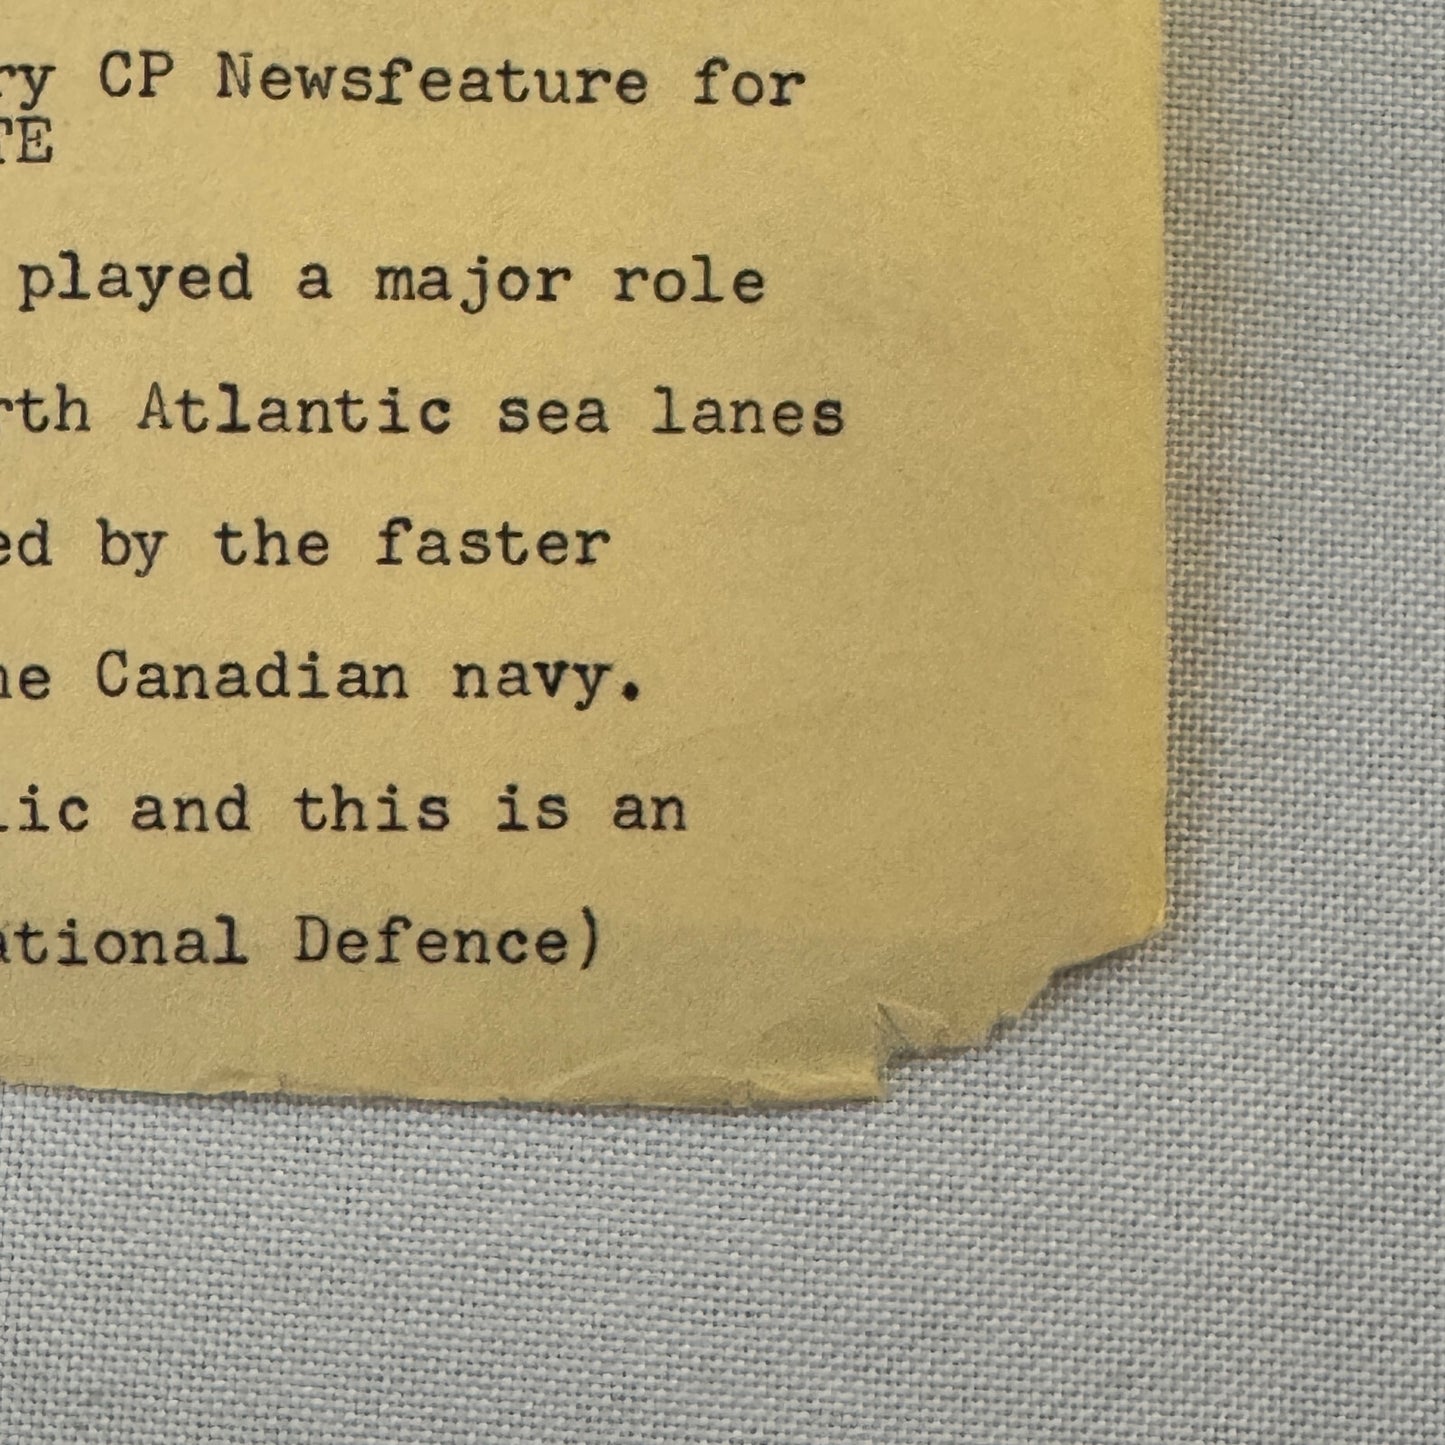 ry CP Newsfeature for
TE
played a major role
rth Atlantic sea lanes
ed by the faster
he Canadian navy.
lic and this is an
ational Defence)